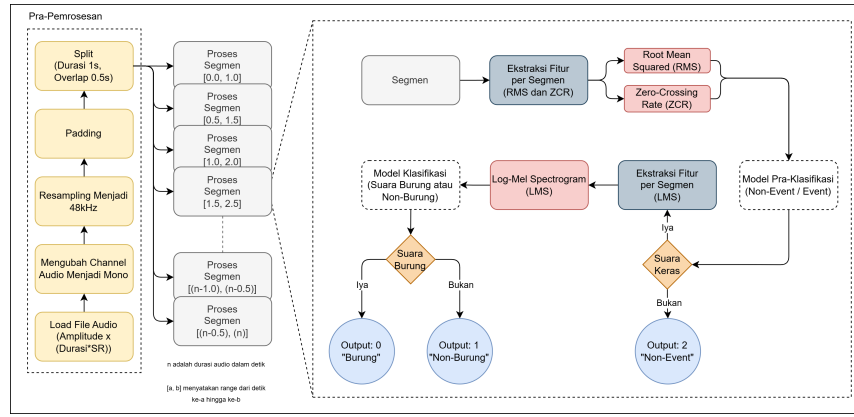 Pra-Pemrosesan
Split
(Durasi 1s,
Overlap 0.5s)
Padding
Resampling Menjadi
48kHz
Mengubah Channel
Audio Menjadi Mono
Load File Audio
(Amplitude x
(Durasi*SR))
Proses
Segmen
[0.0, 1.0]
Proses
Segmen
[0.5, 1.5]
Proses
Segmen
[1.0, 2.0]
Proses
Segmen
[1.5, 2.5]
Proses
Segmen
[(n-1.0), (n-0.5)]
Proses
Segmen
[(n-0.5), (n)]
n adalah durasi audio dalam detik
[a, b] menyatakan range dari detik
ke-a hingga ke-b
Segmen
Ekstraksi Fitur
per Segmen
(RMS dan ZCR)
Root Mean
Squared (RMS)
Zero-Crossing
Rate (ZCR)
Model Pra-Klasifikasi
(Non-Event / Event)
Ekstraksi Fitur
per Segmen
(LMS)
Log-Mel Spectrogram
(LMS)
Model Klasifikasi
(Suara Burung atau
Non-Burung)
Iya
Suara
Keras
Bukan
Output: 2
"Non-Event"
Suara
Burung
Iya
Bukan
Output: 0
"Burung"
Output: 1
"Non-Burung"